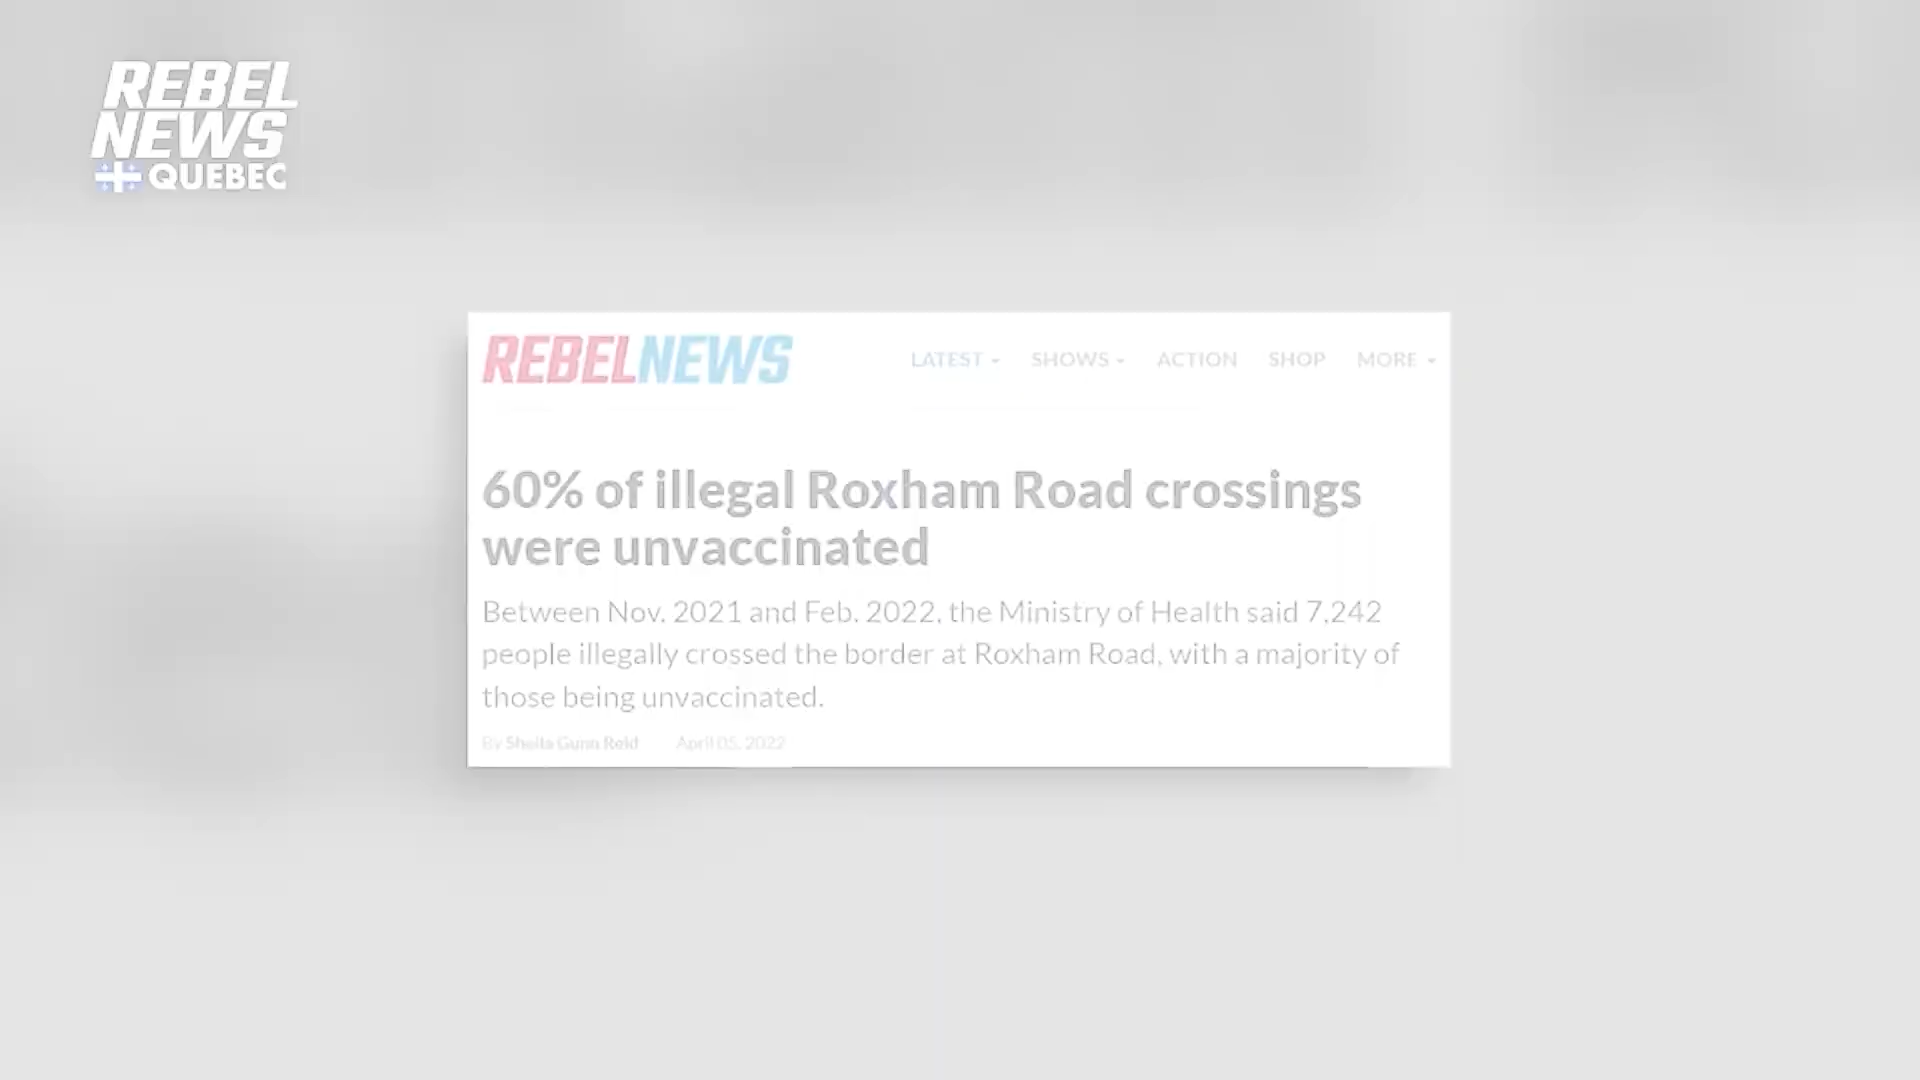 REBEL
NEWS
QUEBEC
REBELNEWS
LATEST SHOWS ACTION SHOP MORE
60% of illegal Roxham Road crossings
were unvaccinated
Between Nov. 2021 and Feb. 2022, the Ministry of Health said 7,242
people illegally crossed the border at Roxham Road, with a majority of
those being unvaccinated.
By Sheila Gunn Reid April 05, 2022